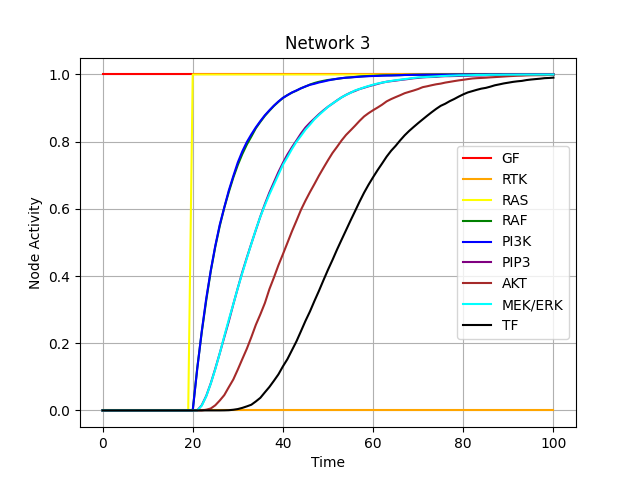 Network 3
Node Activity
1.0
0.8
0.6
0.4
0.2
0.0
GF
RTK
RAS
RAF
PI3K
PIP3
AKT
MEK/ERK
TF
0 20 40 60 80 100
Time